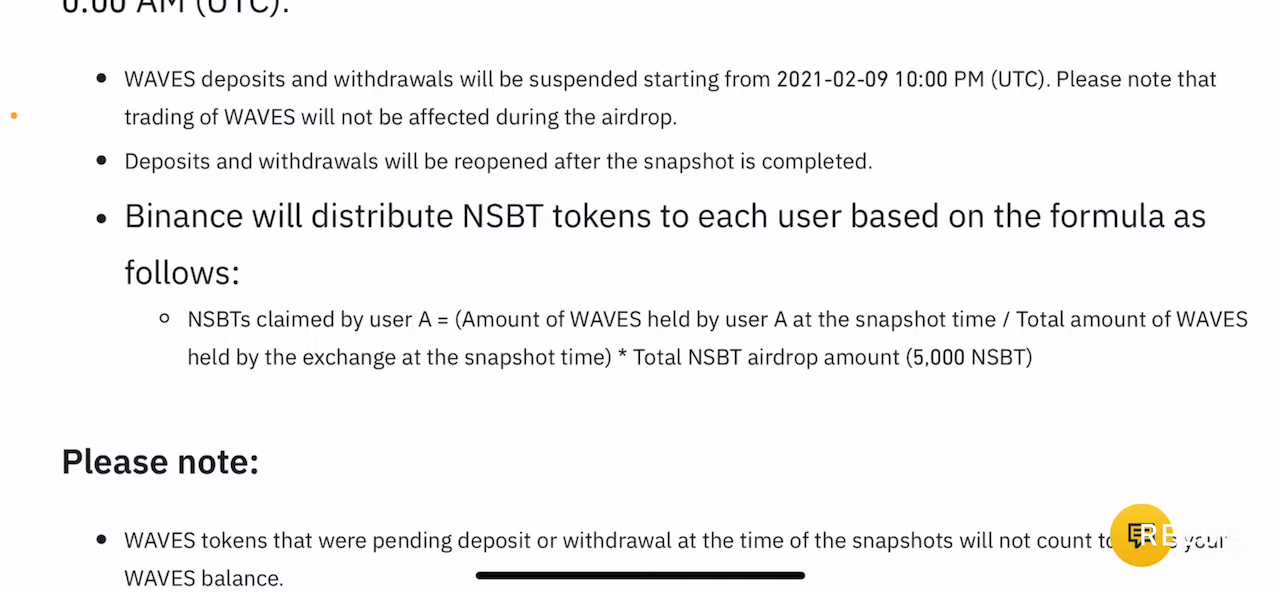 0:00 AM (UTC).
WAVES deposits and withdrawals will be suspended starting from 2021-02-09 10:00 PM (UTC). Please note that
trading of WAVES will not be affected during the airdrop.
Deposits and withdrawals will be reopened after the snapshot is completed.
Binance will distribute NSBT tokens to each user based on the formula as
follows:
NSBTs claimed by user A = (Amount of WAVES held by user A at the snapshot time / Total amount of WAVES
held by the exchange at the snapshot time) * Total NSBT airdrop amount (5,000 NSBT)
Please note:
WAVES tokens that were pending deposit or withdrawal at the time of the snapshots will not count your
WAVES balance.